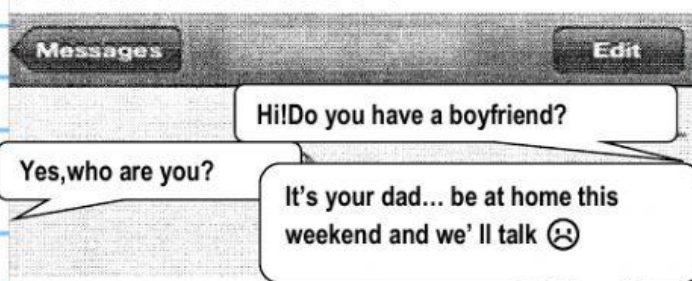 Messages
Edit
Hi!Do you have a boyfriend?
Yes,who are you?
It's your dad... be at home this
weekend and we' ll talk ☹